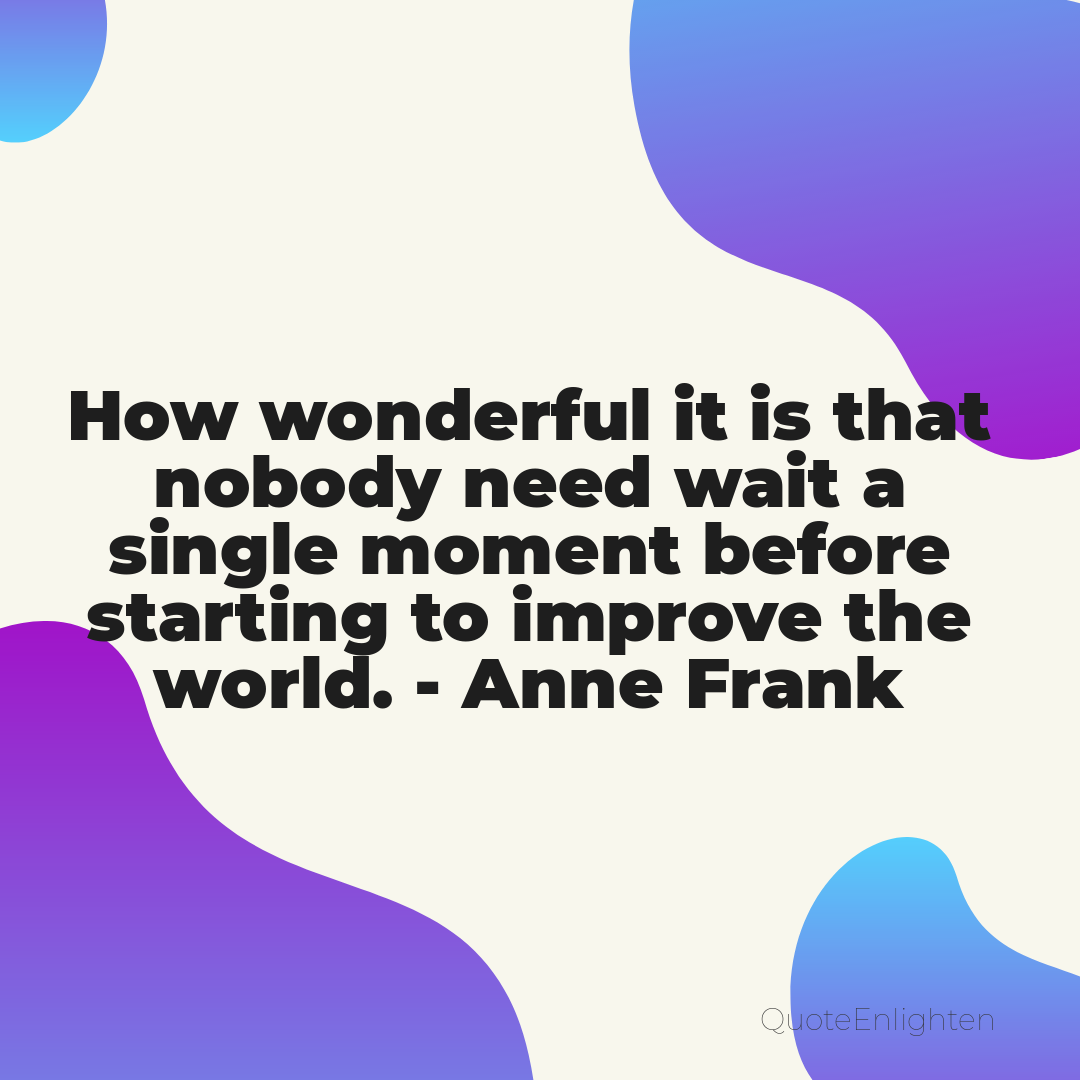 How wonderful it is that
nobody need wait a
single moment before
starting to improve the
world. - Anne Frank
QuoteEnlighten